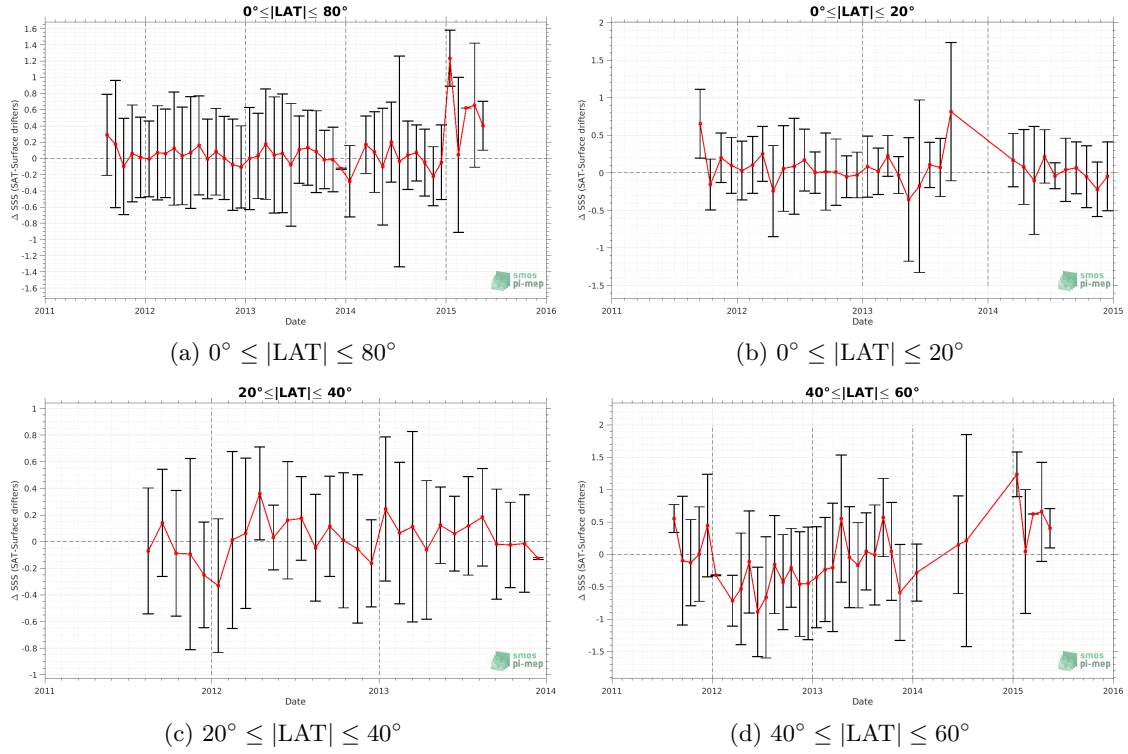 0°≤|LAT|≤ 80°
Δ SSS (SAT-Surface drifters)
1.6
1.4
1.2
1
0.8
0.6
0.4
0.2
0
-0.2
-0.4
-0.6
-0.8
-1
-1.2
-1.4
-1.6
2011
2012
2013
2014
2015
2016
Date
smos
pi-mep
(a) 0° ≤ |LAT| ≤ 80°
0°≤|LAT|≤ 20°
Δ SSS (SAT-Surface drifters)
2
1.5
1
0.5
0
-0.5
-1
-1.5
2011
2012
2013
2014
2015
Date
smos
pi-mep
(b) 0° ≤ |LAT| ≤ 20°
20°≤|LAT|≤ 40°
Δ SSS (SAT-Surface drifters)
1
0.8
0.6
0.4
0.2
0
-0.2
-0.4
-0.6
-0.8
-1
2011
2012
2013
2014
Date
smos
pi-mep
(c) 20° ≤ |LAT| ≤ 40°
40°≤|LAT|≤ 60°
Δ SSS (SAT-Surface drifters)
2
1.5
1
0.5
0
-0.5
-1
-1.5
2011
2012
2013
2014
2015
2016
Date
smos
pi-mep
(d) 40° ≤ |LAT| ≤ 60°